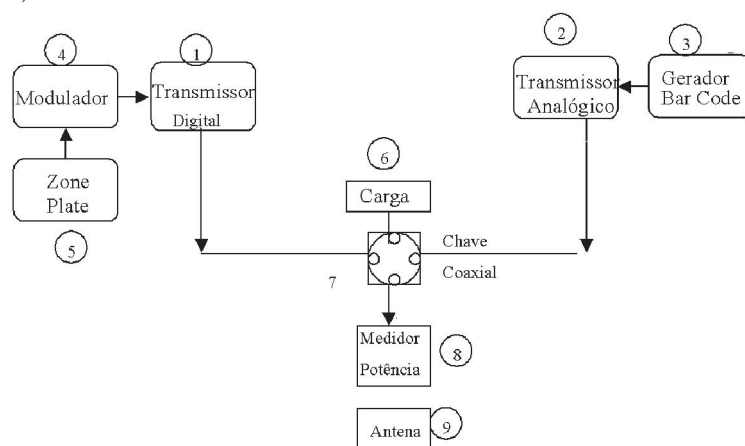 4
1
2
3
Modulador
Transmissor
Digital
Transmissor
Analógico
Gerador
Bar Code
Zone
Plate
5
6
Carga
Chave
Coaxial
7
Medidor
Potência
8
Antena
9